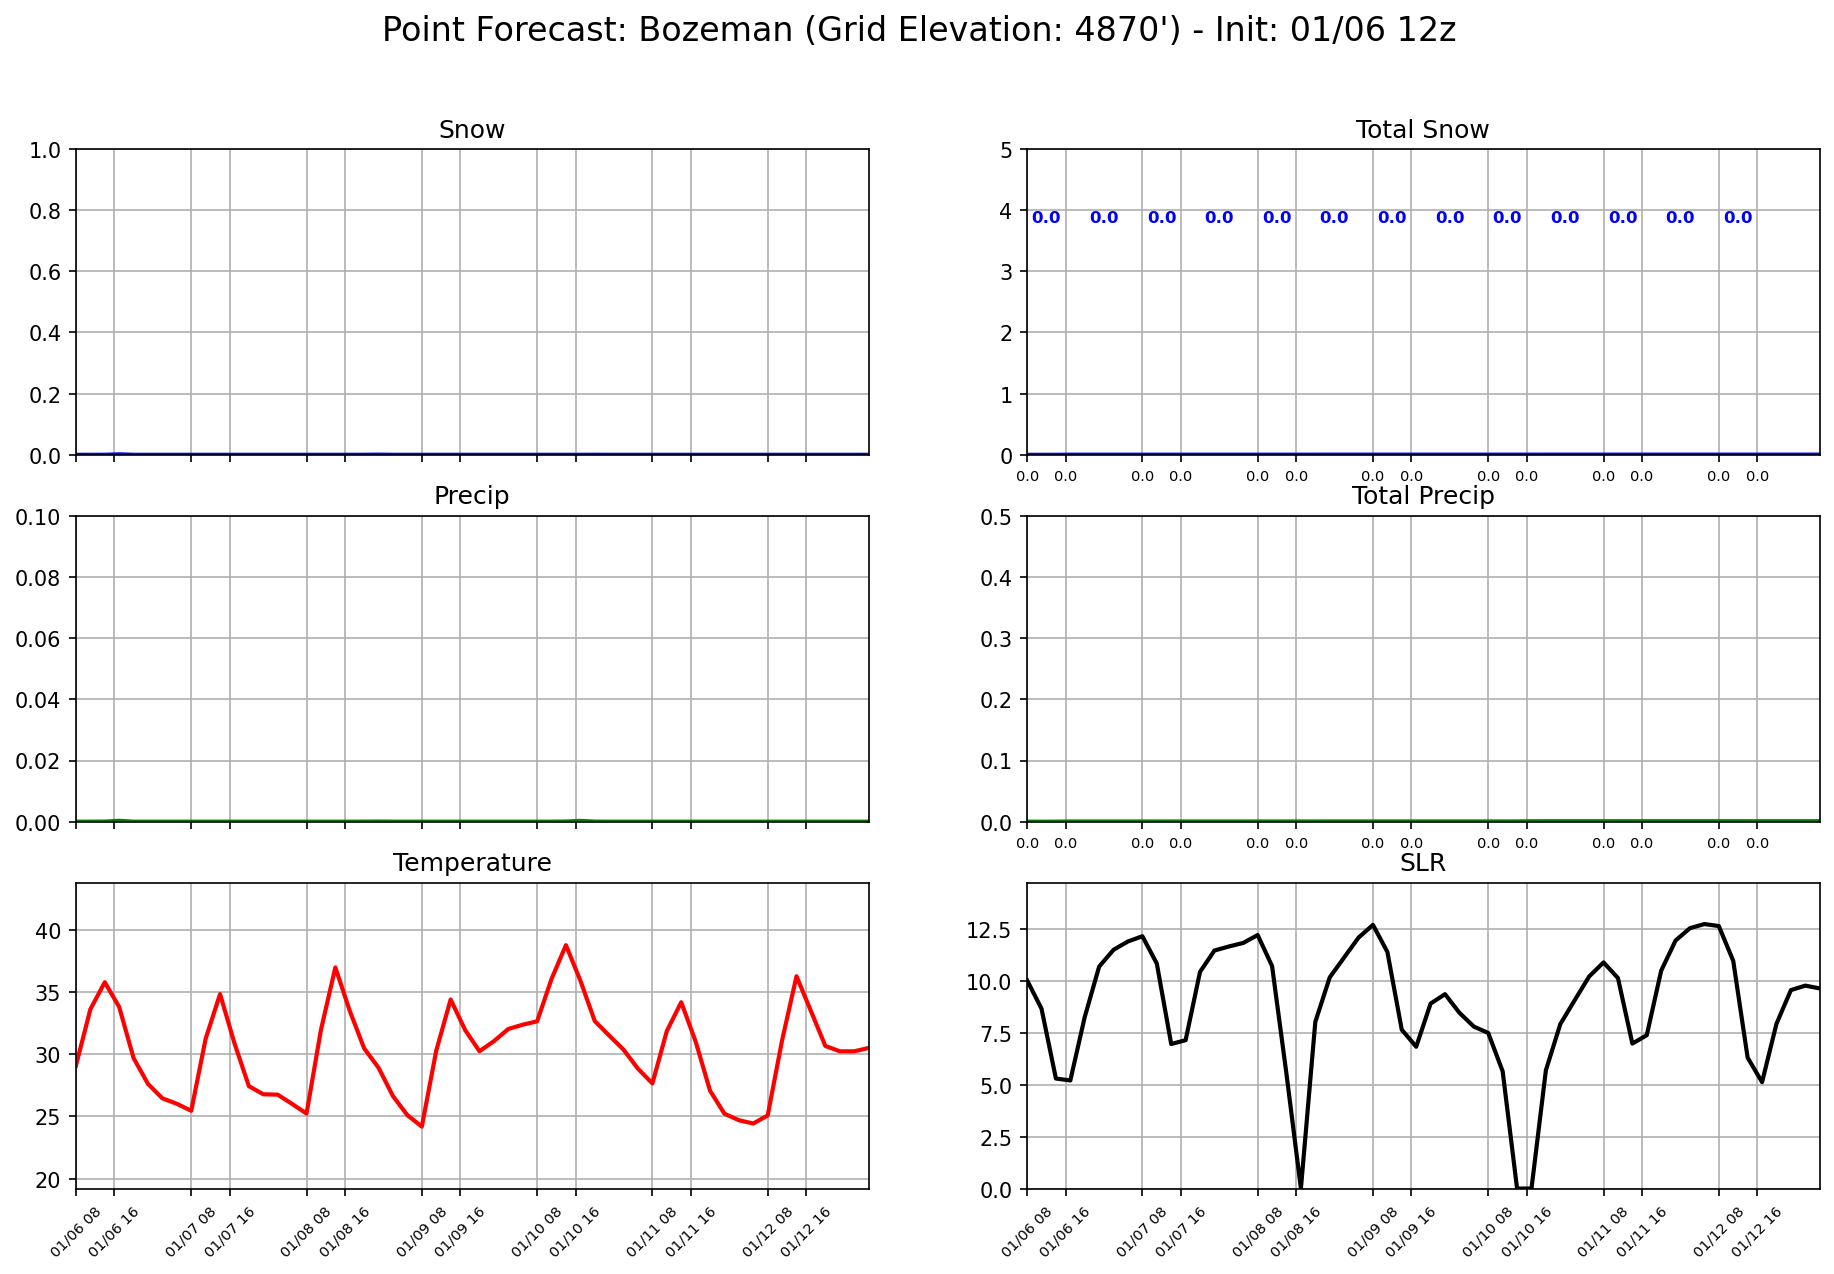 Point Forecast: Bozeman (Grid Elevation: 4870') - Init: 01/06 12z
Snow
1.0
0.8
0.6
0.4
0.2
0.0
Total Snow
5
4
3
2
1
0
0.0 0.0 0.0 0.0 0.0 0.0 0.0 0.0 0.0 0.0 0.0 0.0 0.0
0.0 0.0 0.0 0.0 0.0 0.0 0.0 0.0 0.0 0.0 0.0 0.0 0.0 0.0
Precip
0.10
0.08
0.06
0.04
0.02
0.00
Total Precip
0.5
0.4
0.3
0.2
0.1
0.0
0.0 0.0 0.0 0.0 0.0 0.0 0.0 0.0 0.0 0.0 0.0 0.0 0.0 0.0
Temperature
40
35
30
25
20
01/06 08 01/06 16 01/07 08 01/07 16 01/08 08 01/08 16 01/09 08 01/09 16 01/10 08 01/10 16 01/11 08 01/11 16 01/12 08 01/12 16
SLR
12.5
10.0
7.5
5.0
2.5
0.0
01/06 08 01/06 16 01/07 08 01/07 16 01/08 08 01/08 16 01/09 08 01/09 16 01/10 08 01/10 16 01/11 08 01/11 16 01/12 08 01/12 16